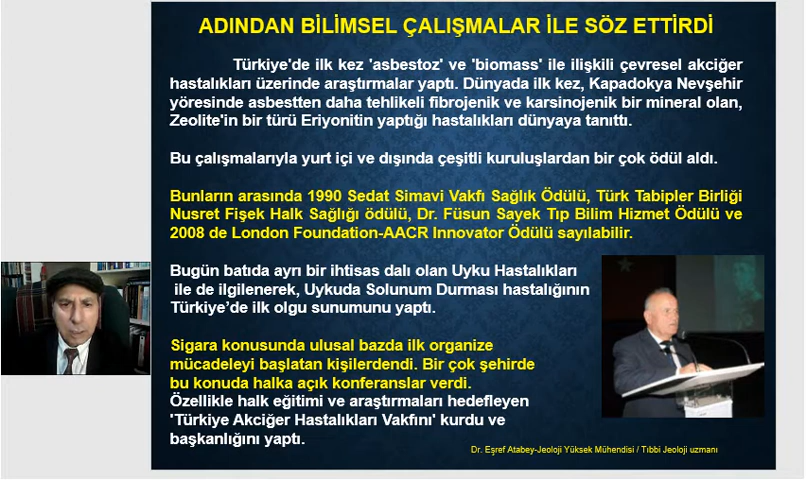 ADINDAN BİLİMSEL ÇALIŞMALAR İLE SÖZ ETTİRDİ
Türkiye'de ilk kez 'asbestoz' ve 'biomass' ile ilişkili çevresel akciğer
hastalıkları üzerinde araştırmalar yaptı. Dünyada ilk kez, Kapadokya Nevşehir
yöresinde asbestten daha tehlikeli fibrojenik ve karsinojenik bir mineral olan,
Zeolite'in bir türü Eriyonitin yaptığı hastalıkları dünyaya tanıttı.
Bu çalışmalarıyla yurt içi ve dışında çeşitli kuruluşlardan bir çok ödül aldı.
Bunların arasında 1990 Sedat Simavi Vakfı Sağlık Ödülü, Türk Tabipler Birliği
Nusret Fişek Halk Sağlığı ödülü, Dr. Füsun Sayek Tıp Bilim Hizmet Ödülü ve
2008 de London Foundation-AACR Innovator Ödülü sayılabilir.
Bugün batıda ayrı bir ihtisas dalı olan Uyku Hastalıkları
ile de ilgilenerek, Uykuda Solunum Durması hastalığının
Türkiye’de ilk olgu sunumunu yaptı.
Sigara konusunda ulusal bazda ilk organize
mücadeleyi başlatan kişilerdendi. Bir çok şehirde
bu konuda halka açık konferanslar verdi.
Özellikle halk eğitimi ve araştırmaları hedefleyen
'Türkiye Akciğer Hastalıkları Vakfını' kurdu ve
başkanlığını yaptı.
Dr. Eşref Atabey-Jeoloji Yüksek Mühendisi / Tıbbi Jeoloji uzmanı